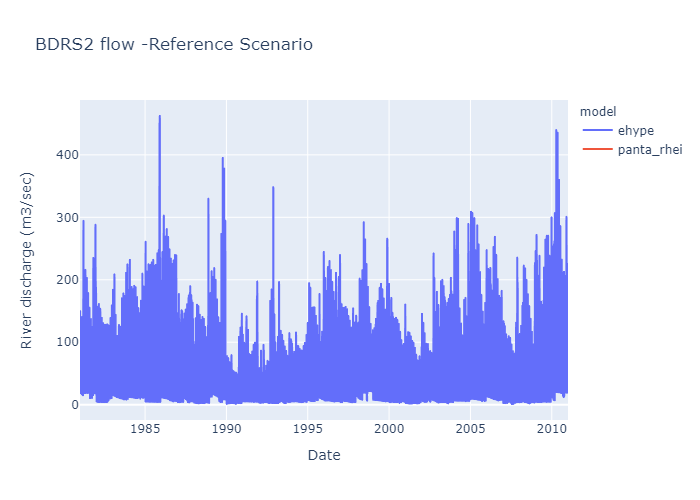 BDRS2 flow -Reference Scenario
model
ehype
panta_rhei
River discharge (m3/sec)
400
300
200
100
0
1985
1990
1995
2000
2005
2010
Date